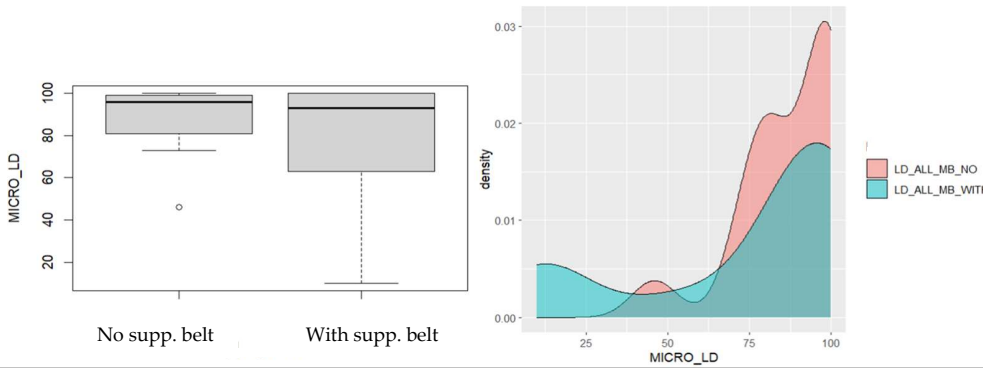 MICRO_LD
100
80
60
40
20
No supp. belt
With supp. belt
density
0.03
0.02
0.01
0.00
25
50
75
100
MICRO_LD
LD_ALL_MB_NO
LD_ALL_MB_WITH